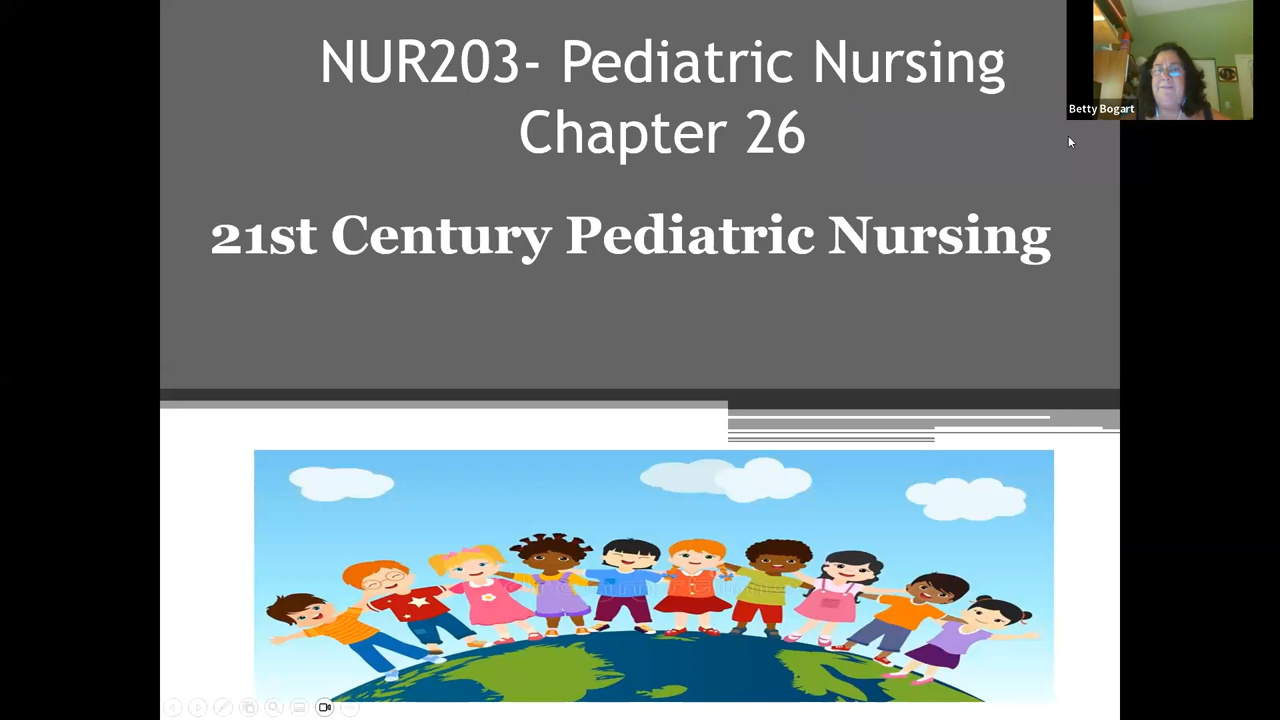 NUR203- Pediatric Nursing
Chapter 26
21st Century Pediatric Nursing
Betty Bogart